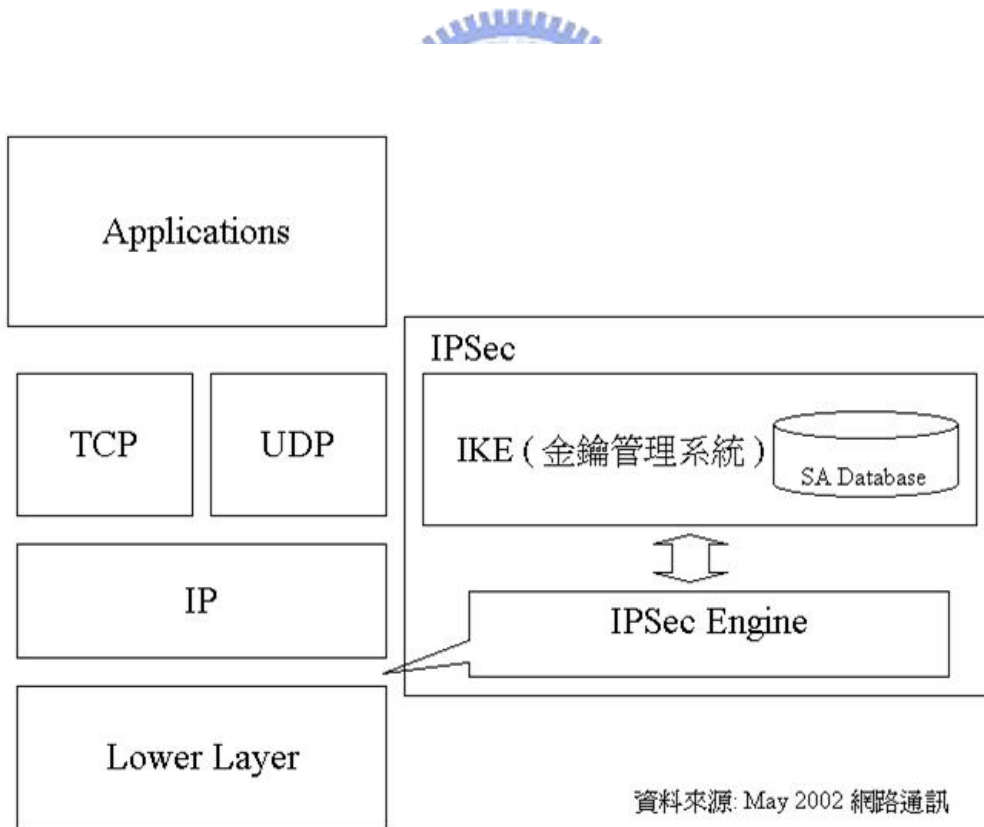 Applications
IPSec
TCP
UDP
IKE ( 金鑰管理系統 )
SA Database
IP
IPSec Engine
Lower Layer
資料來源: May 2002 網路通訊